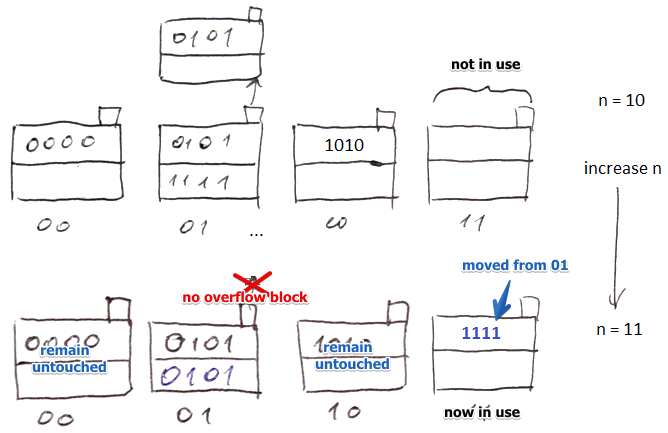 0101
not in use
n = 10
0000
0101
1010
1111
increase n
00
01
...
10
11
moved from 01
no overflow block
n = 11
0000
remain
untouched
0101
0101
remain
untouched
1111
00
01
10
now in use